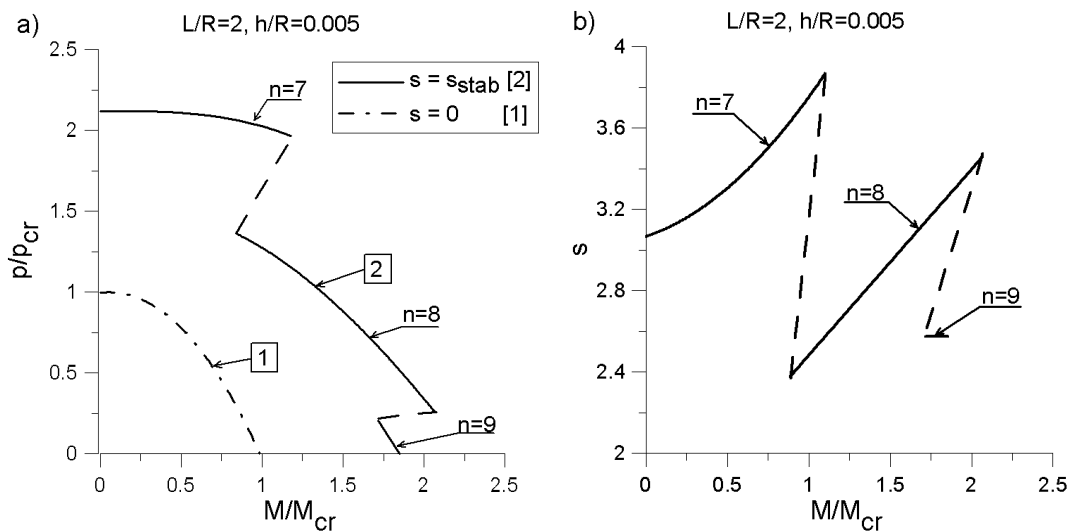 a)
L/R=2, h/R=0.005
2.5
2
1.5
1
0.5
0
p/p_cr
n=7
s = s_stab [2]
s = 0 [1]
2
n=8
1
n=9
0 0.5 1 1.5 2 2.5
M/M_cr
b)
L/R=2, h/R=0.005
4
3.6
3.2
2.8
2.4
2
s
n=7
n=8
n=9
0 0.5 1 1.5 2 2.5
M/M_cr